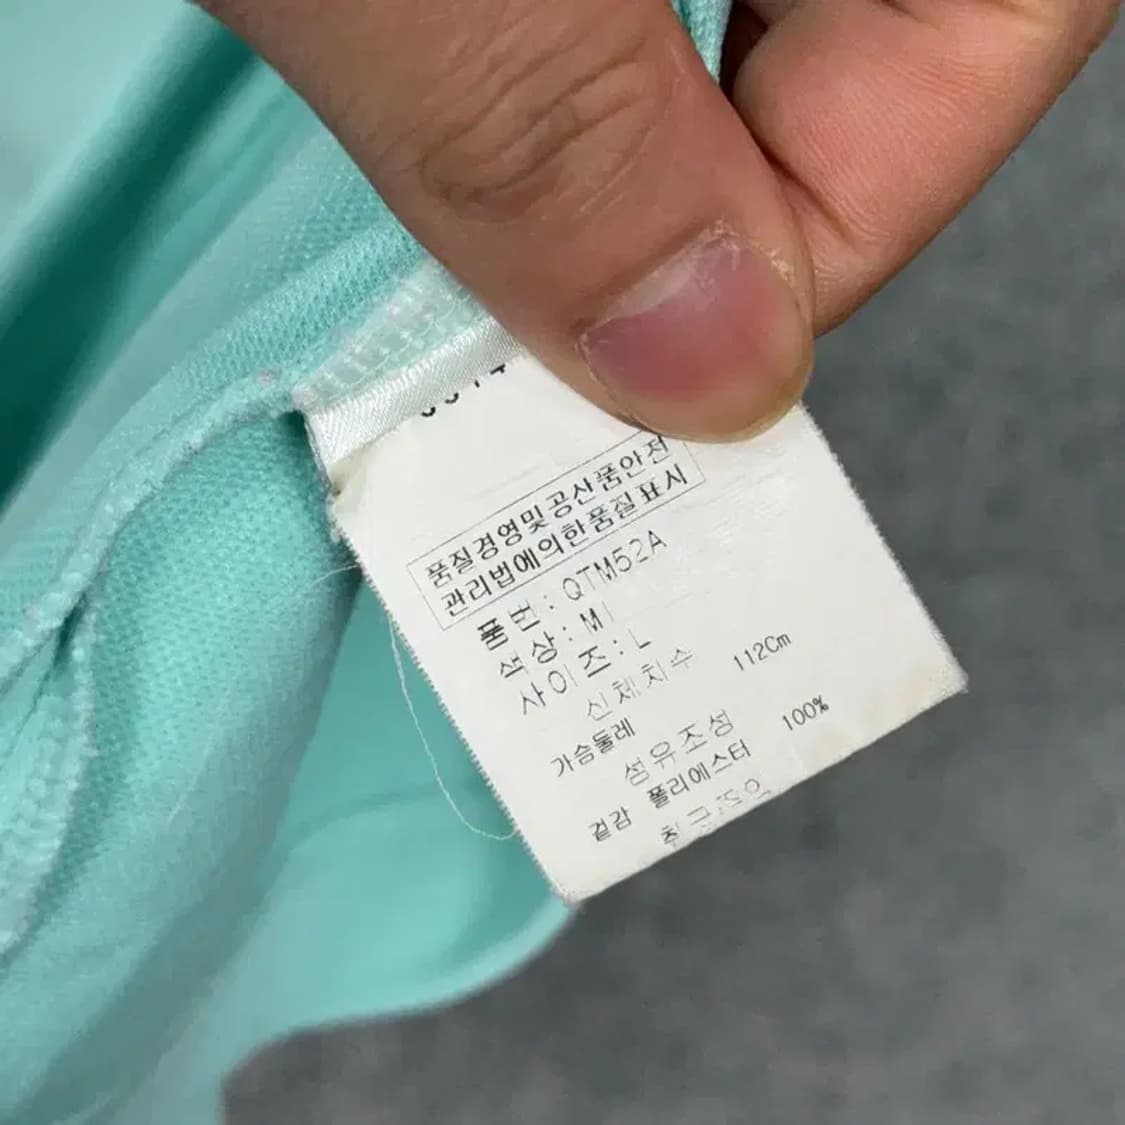 품질경영및공산품안전
관리법에의한품질표시
품번: QTM52A
색상: MI
사이즈: L
신체치수
가슴둘레 112Cm
섬유조성
겉감 폴리에스터 100%